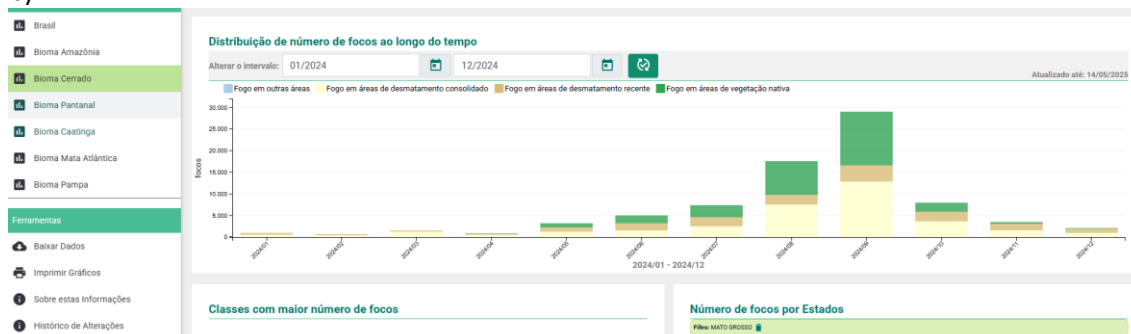 Brasil
Bioma Amazônia
Bioma Cerrado
Bioma Pantanal
Bioma Caatinga
Bioma Mata Atlântica
Bioma Pampa
Ferramentas
Baixar Dados
Imprimir Gráficos
Sobre estas Informações
Histórico de Alterações
Distribuição de número de focos ao longo do tempo
Alterar o intervalo: 01/2024 12/2024
Atualizado até: 14/05/2025
Fogo em outras áreas Fogo em áreas de desmatamento consolidado Fogo em áreas de desmatamento recente Fogo em áreas de vegetação nativa
focos
30.000
25.000
20.000
15.000
10.000
5.000
0
2024/01 2024/02 2024/03 2024/04 2024/05 2024/06 2024/07 2024/08 2024/09 2024/10 2024/11 2024/12
2024/01 - 2024/12
Classes com maior número de focos
Número de focos por Estados
Filtro: MATO GROSSO